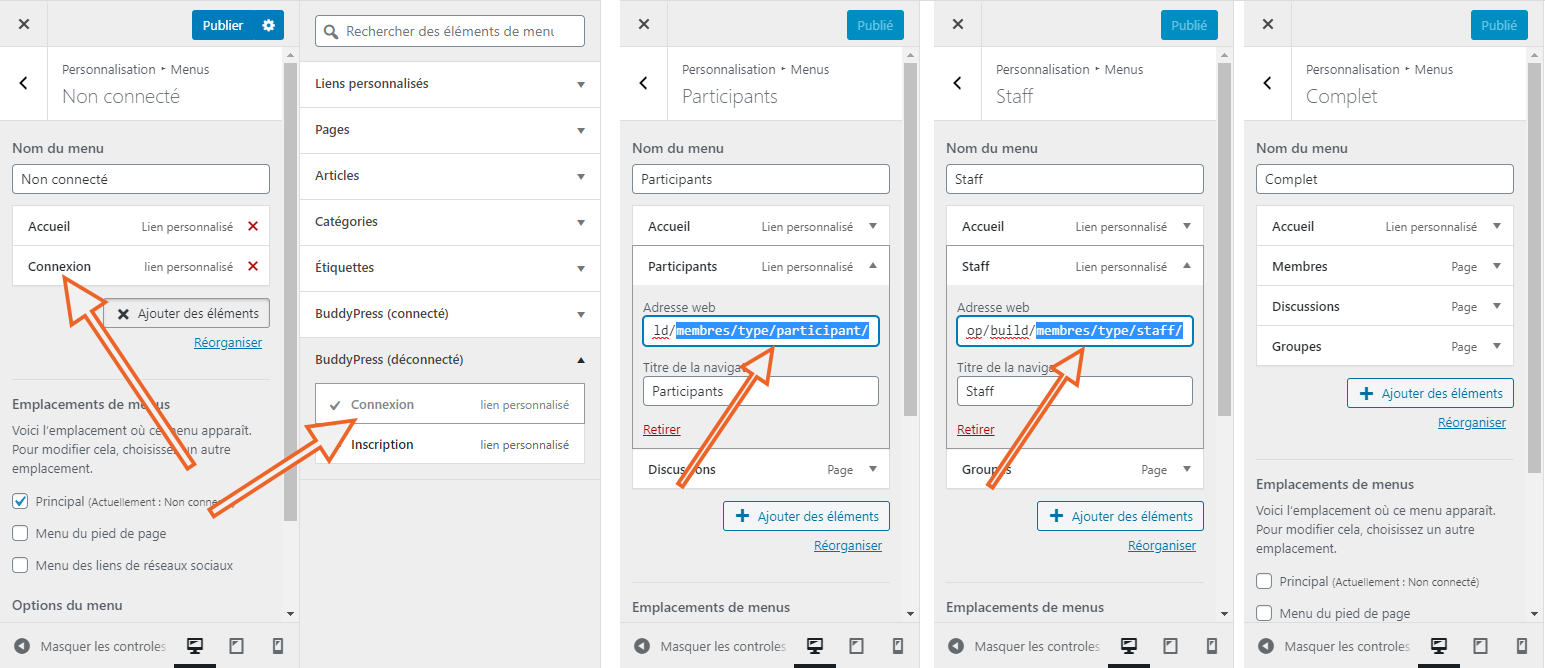 Publier
Personnalisation ▸ Menus
Non connecté
Nom du menu
Non connecté
Accueil Lien personnalisé
Connexion lien personnalisé
Ajouter des éléments
Réorganiser
Emplacements de menus
Voici l'emplacement où ce menu apparaît.
Pour modifier cela, choisissez un autre
emplacement.
Principal (Actuellement : Non conne
Menu du pied de page
Menu des liens de réseaux sociaux
Options du menu
Masquer les controles
Rechercher des éléments de menu
Liens personnalisés
Pages
Articles
Catégories
Étiquettes
BuddyPress (connecté)
BuddyPress (déconnecté)
Connexion lien personnalisé
Inscription lien personnalisé
Publié
Personnalisation ▸ Menus
Participants
Nom du menu
Participants
Accueil Lien personnalisé
Participants Lien personnalisé
Adresse web
ld/membres/type/participant/
Titre de la navigat
Participants
Retirer
Discussions Page
Ajouter des éléments
Réorganiser
Emplacements de menus
Masquer les controles
Publié
Personnalisation ▸ Menus
Staff
Nom du menu
Staff
Accueil Lien personnalisé
Staff Lien personnalisé
Adresse web
op/build/membres/type/staff/
Titre de la naviga
Staff
Retirer
Groupes Page
Ajouter des éléments
Réorganiser
Emplacements de menus
Masquer les controles
Publié
Personnalisation ▸ Menus
Complet
Nom du menu
Complet
Accueil Lien personnalisé
Membres Page
Discussions Page
Groupes Page
Ajouter des éléments
Réorganiser
Emplacements de menus
Voici l'emplacement où ce menu apparaît.
Pour modifier cela, choisissez un autre
emplacement.
Principal (Actuellement : Non connecté)
Menu du pied de page
Masquer les controles